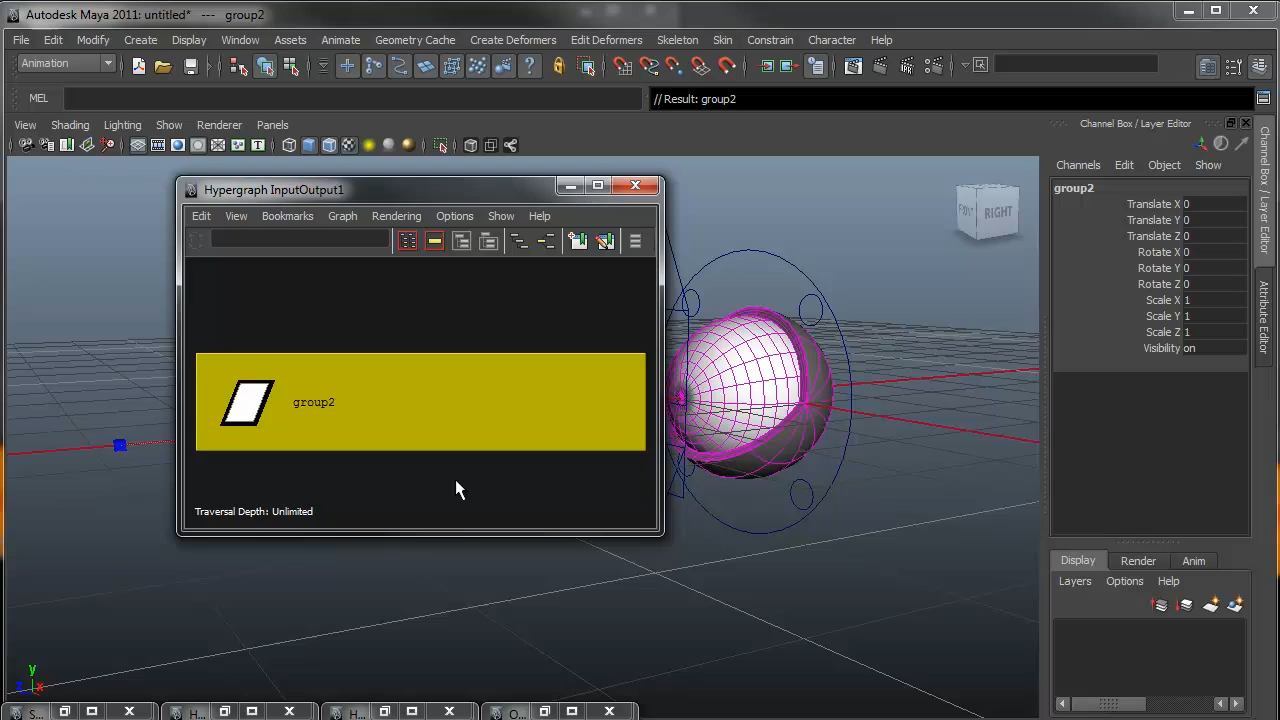 Autodesk Maya 2011: untitled* --- group2
File Edit Modify Create Display Window Assets Animate Geometry Cache Create Deformers Edit Deformers Skeleton Skin Constrain Character Help
Animation
MEL
// Result: group2
View Shading Lighting Show Renderer Panels
Channel Box / Layer Editor
Hypergraph InputOutput1
Edit View Bookmarks Graph Rendering Options Show Help
group2
Traversal Depth: Unlimited
RIGHT
Channels Edit Object Show
group2
Translate X 0
Translate Y 0
Translate Z 0
Rotate X 0
Rotate Y 0
Rotate Z 0
Scale X 1
Scale Y 1
Scale Z 1
Visibility on
Display Render Anim
Layers Options Help
Channel Box / Layer Editor
Attribute Editor
y
z x
S...
H...
H...
O...